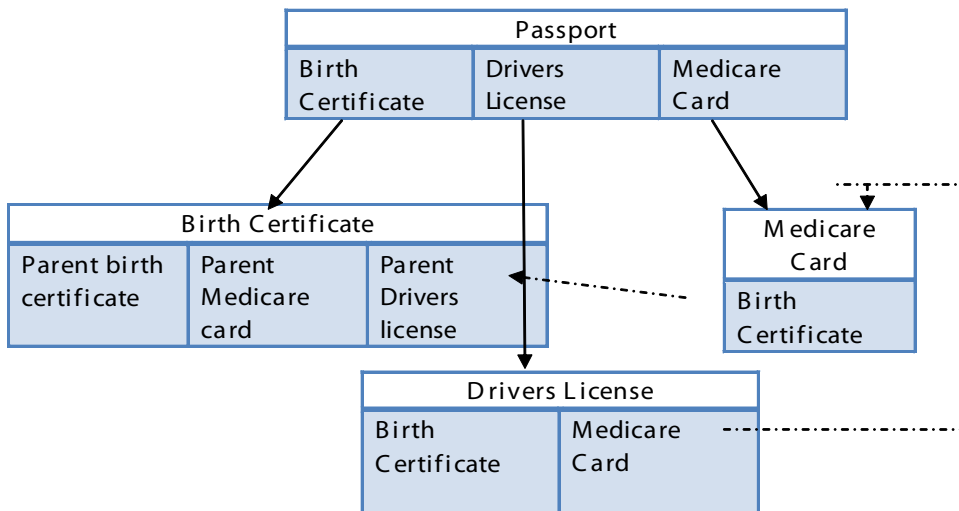 Passport
Birth
Certificate
Drivers
License
Medicare
Card
Birth Certificate
Parent birth
certificate
Parent
Medicare
card
Parent
Drivers
license
Medicare
Card
Birth
Certificate
Drivers License
Birth
Certificate
Medicare
Card